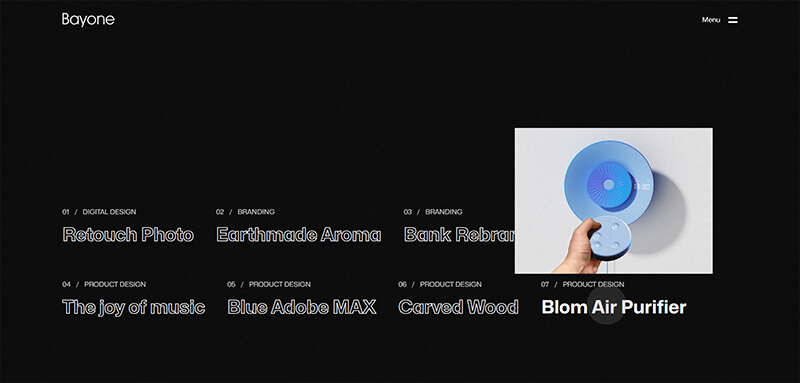 Bayone
Menu
01 / DIGITAL DESIGN
Retouch Photo
02 / BRANDING
Earthmade Aroma
03 / BRANDING
Bank Rebran
04 / PRODUCT DESIGN
The joy of music
05 / PRODUCT DESIGN
Blue Adobe MAX
06 / PRODUCT DESIGN
Carved Wood
07 / PRODUCT DESIGN
Blom Air Purifier